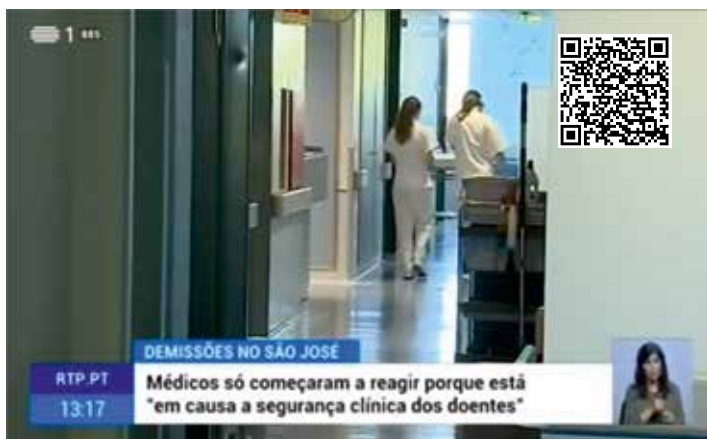 1
DEMISSÕES NO SÃO JOSÉ
RTP.PT
Médicos só começaram a reagir porque está
13:17
"em causa a segurança clínica dos doentes"